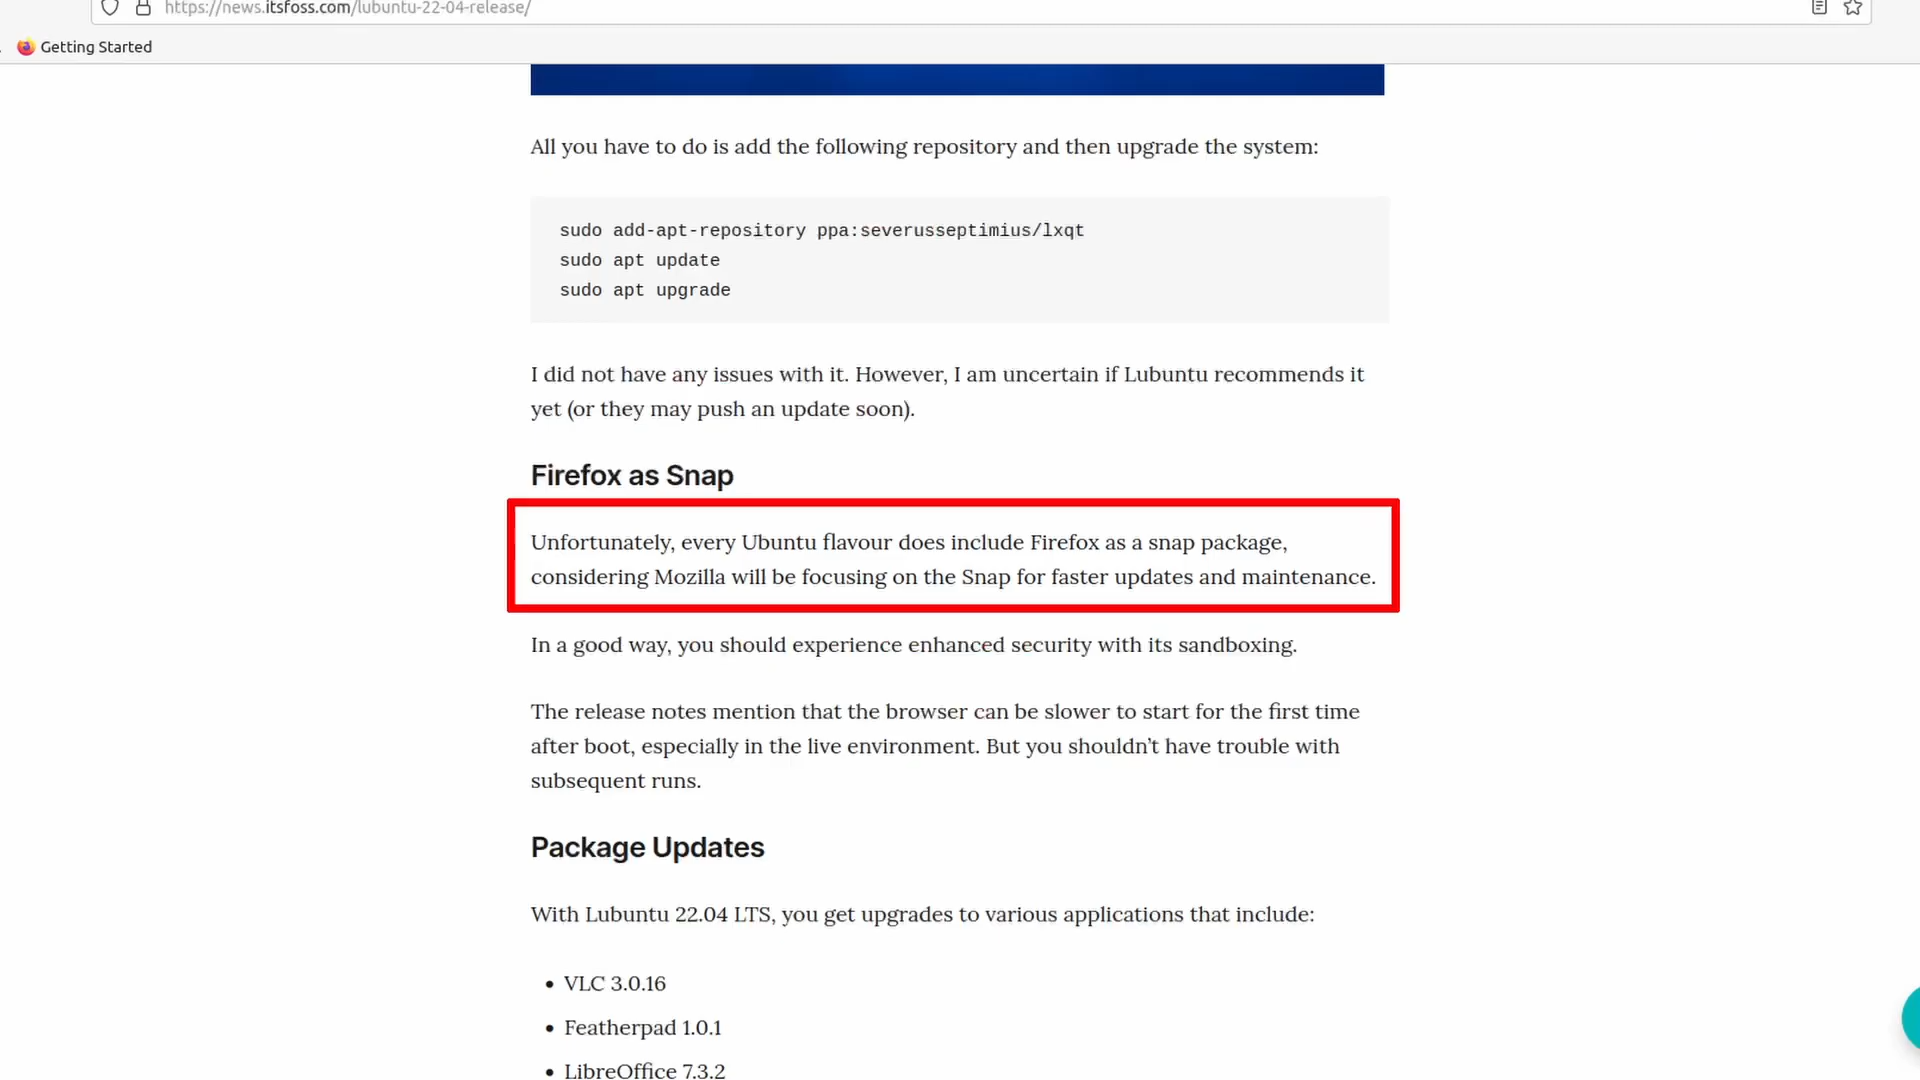 https://news.itsfoss.com/lubuntu-22-04-release/
Getting Started
All you have to do is add the following repository and then upgrade the system:
sudo add-apt-repository ppa:severusseptimius/lxqt
sudo apt update
sudo apt upgrade
I did not have any issues with it. However, I am uncertain if Lubuntu recommends it
yet (or they may push an update soon).
Firefox as Snap
Unfortunately, every Ubuntu flavour does include Firefox as a snap package,
considering Mozilla will be focusing on the Snap for faster updates and maintenance.
In a good way, you should experience enhanced security with its sandboxing.
The release notes mention that the browser can be slower to start for the first time
after boot, especially in the live environment. But you shouldn’t have trouble with
subsequent runs.
Package Updates
With Lubuntu 22.04 LTS, you get upgrades to various applications that include:
• VLC 3.0.16
• Featherpad 1.0.1
• LibreOffice 7.3.2